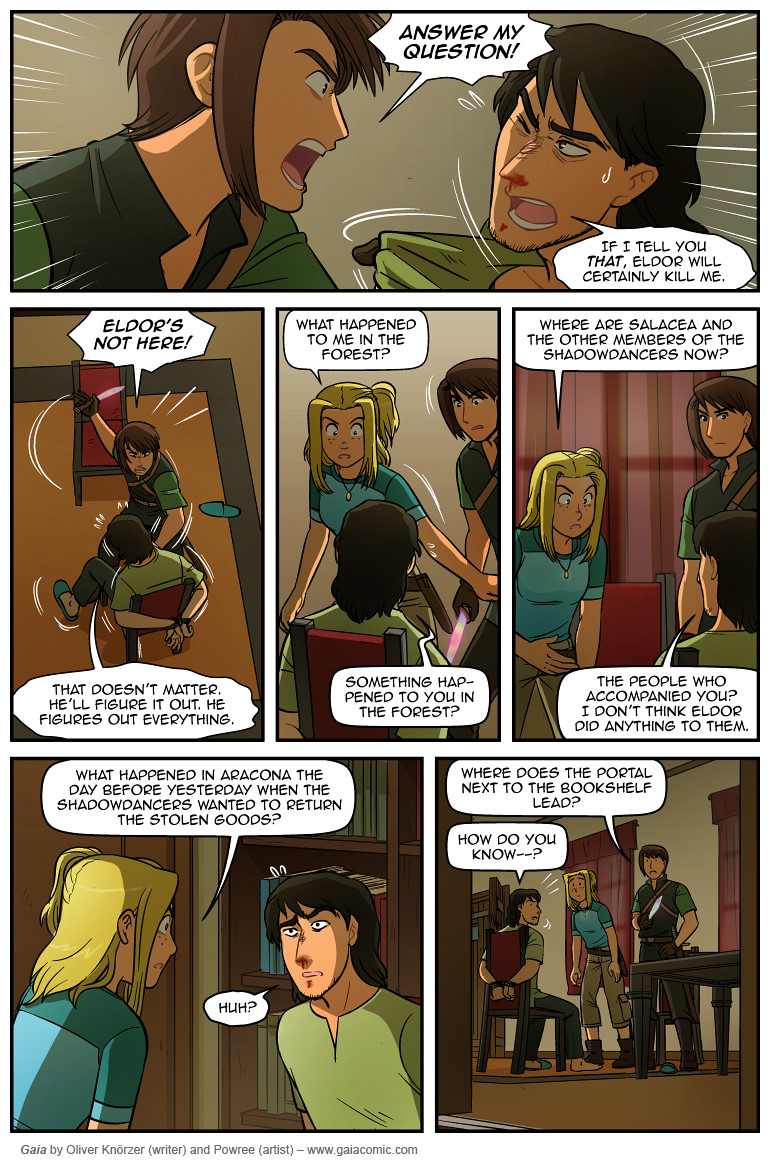 ANSWER MY
QUESTION!
IF I TELL YOU
THAT, ELDOR WILL
CERTAINLY KILL ME.
ELDOR'S
NOT HERE!
THAT DOESN'T MATTER.
HE'LL FIGURE IT OUT. HE
FIGURES OUT EVERYTHING.
WHAT HAPPENED
TO ME IN THE
FOREST?
SOMETHING HAP-
PENED TO YOU IN
THE FOREST?
WHERE ARE SALACEA AND
THE OTHER MEMBERS OF THE
SHADOWDANCERS NOW?
THE PEOPLE WHO
ACCOMPANIED YOU?
I DON'T THINK ELDOR
DID ANYTHING TO THEM.
WHAT HAPPENED IN ARACONA THE
DAY BEFORE YESTERDAY WHEN THE
SHADOWDANCERS WANTED TO RETURN
THE STOLEN GOODS?
HUH?
WHERE DOES THE PORTAL
NEXT TO THE BOOKSHELF
LEAD?
HOW DO YOU
KNOW--?
Gaia by Oliver Knörzer (writer) and Powree (artist) – www.gaiacomic.com